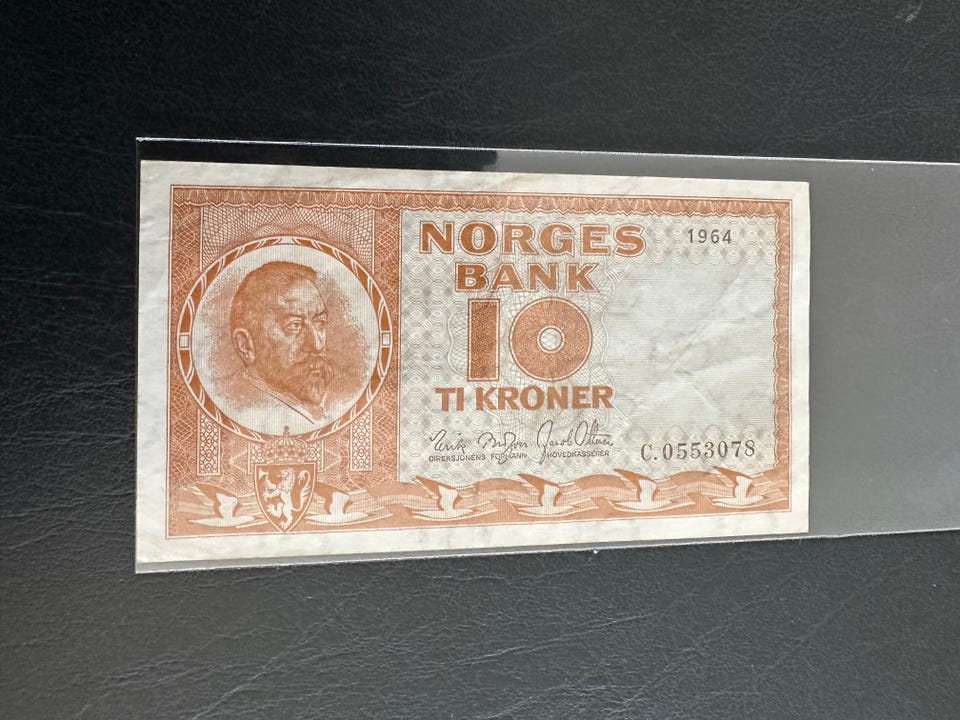 NORGES 1964
BANK
10
TI KRONER
DIREKSJONENS FORMANN HOVEDKASSERER
C.0553078